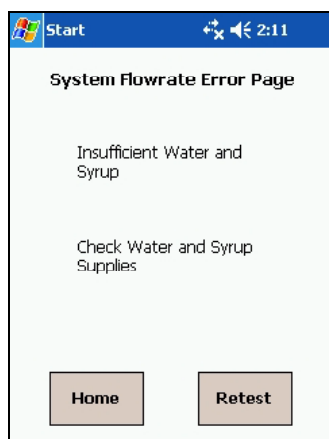 Start 2:11
System Flowrate Error Page
Insufficient Water and
Syrup
Check Water and Syrup
Supplies
Home Retest